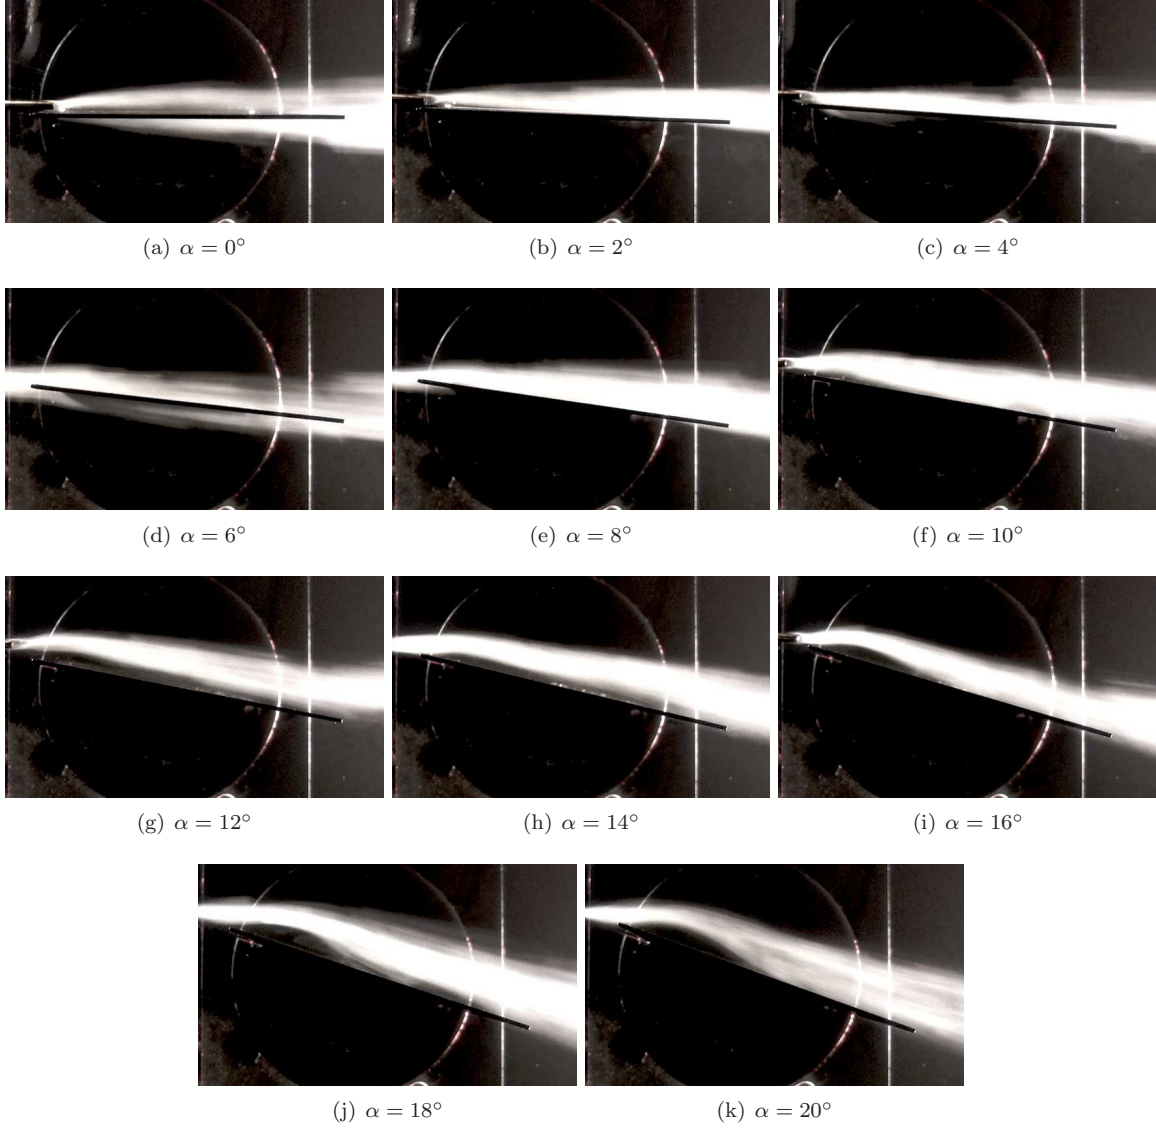 (a) α = 0° (b) α = 2° (c) α = 4°
(d) α = 6° (e) α = 8° (f) α = 10°
(g) α = 12° (h) α = 14° (i) α = 16°
(j) α = 18° (k) α = 20°